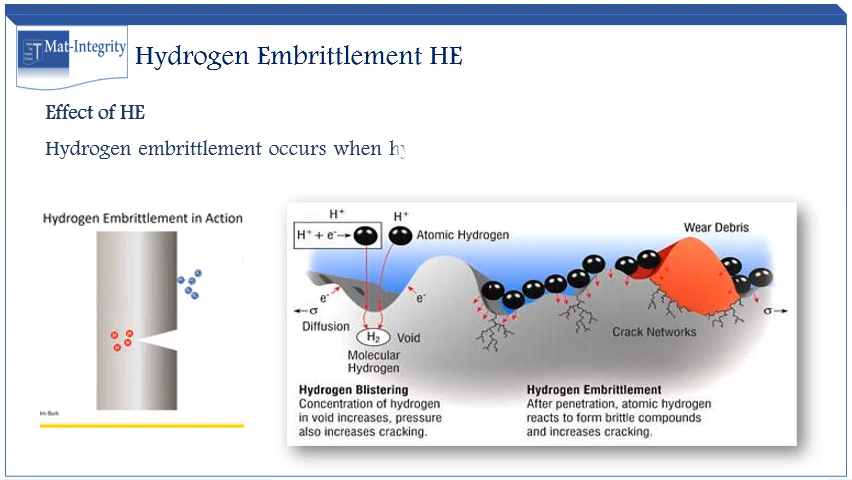 Mat-Integrity
Hydrogen Embrittlement HE
Effect of HE
Hydrogen embrittlement occurs when hy
Hydrogen Embrittlement in Action
H H
H H
Im Burk
H+ H+
H+ + e- → Atomic Hydrogen
Wear Debris
e- e-
←σ
σ→
Diffusion
H2 Void
Molecular
Hydrogen
Crack Networks
Hydrogen Blistering
Concentration of hydrogen
in void increases, pressure
also increases cracking.
Hydrogen Embrittlement
After penetration, atomic hydrogen
reacts to form brittle compounds
and increases cracking.